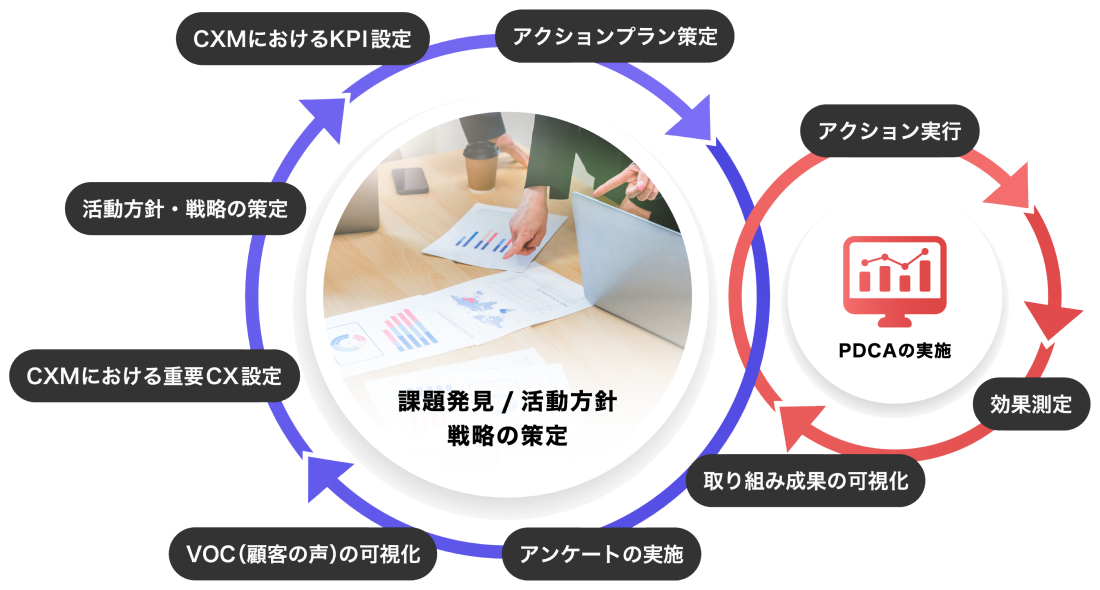 CXMにおけるKPI設定
アクションプラン策定
アクション実行
活動方針・戦略の策定
PDCAの実施
CXMにおける重要CX設定
課題発見 / 活動方針
戦略の策定
効果測定
取り組み成果の可視化
VOC(顧客の声)の可視化
アンケートの実施